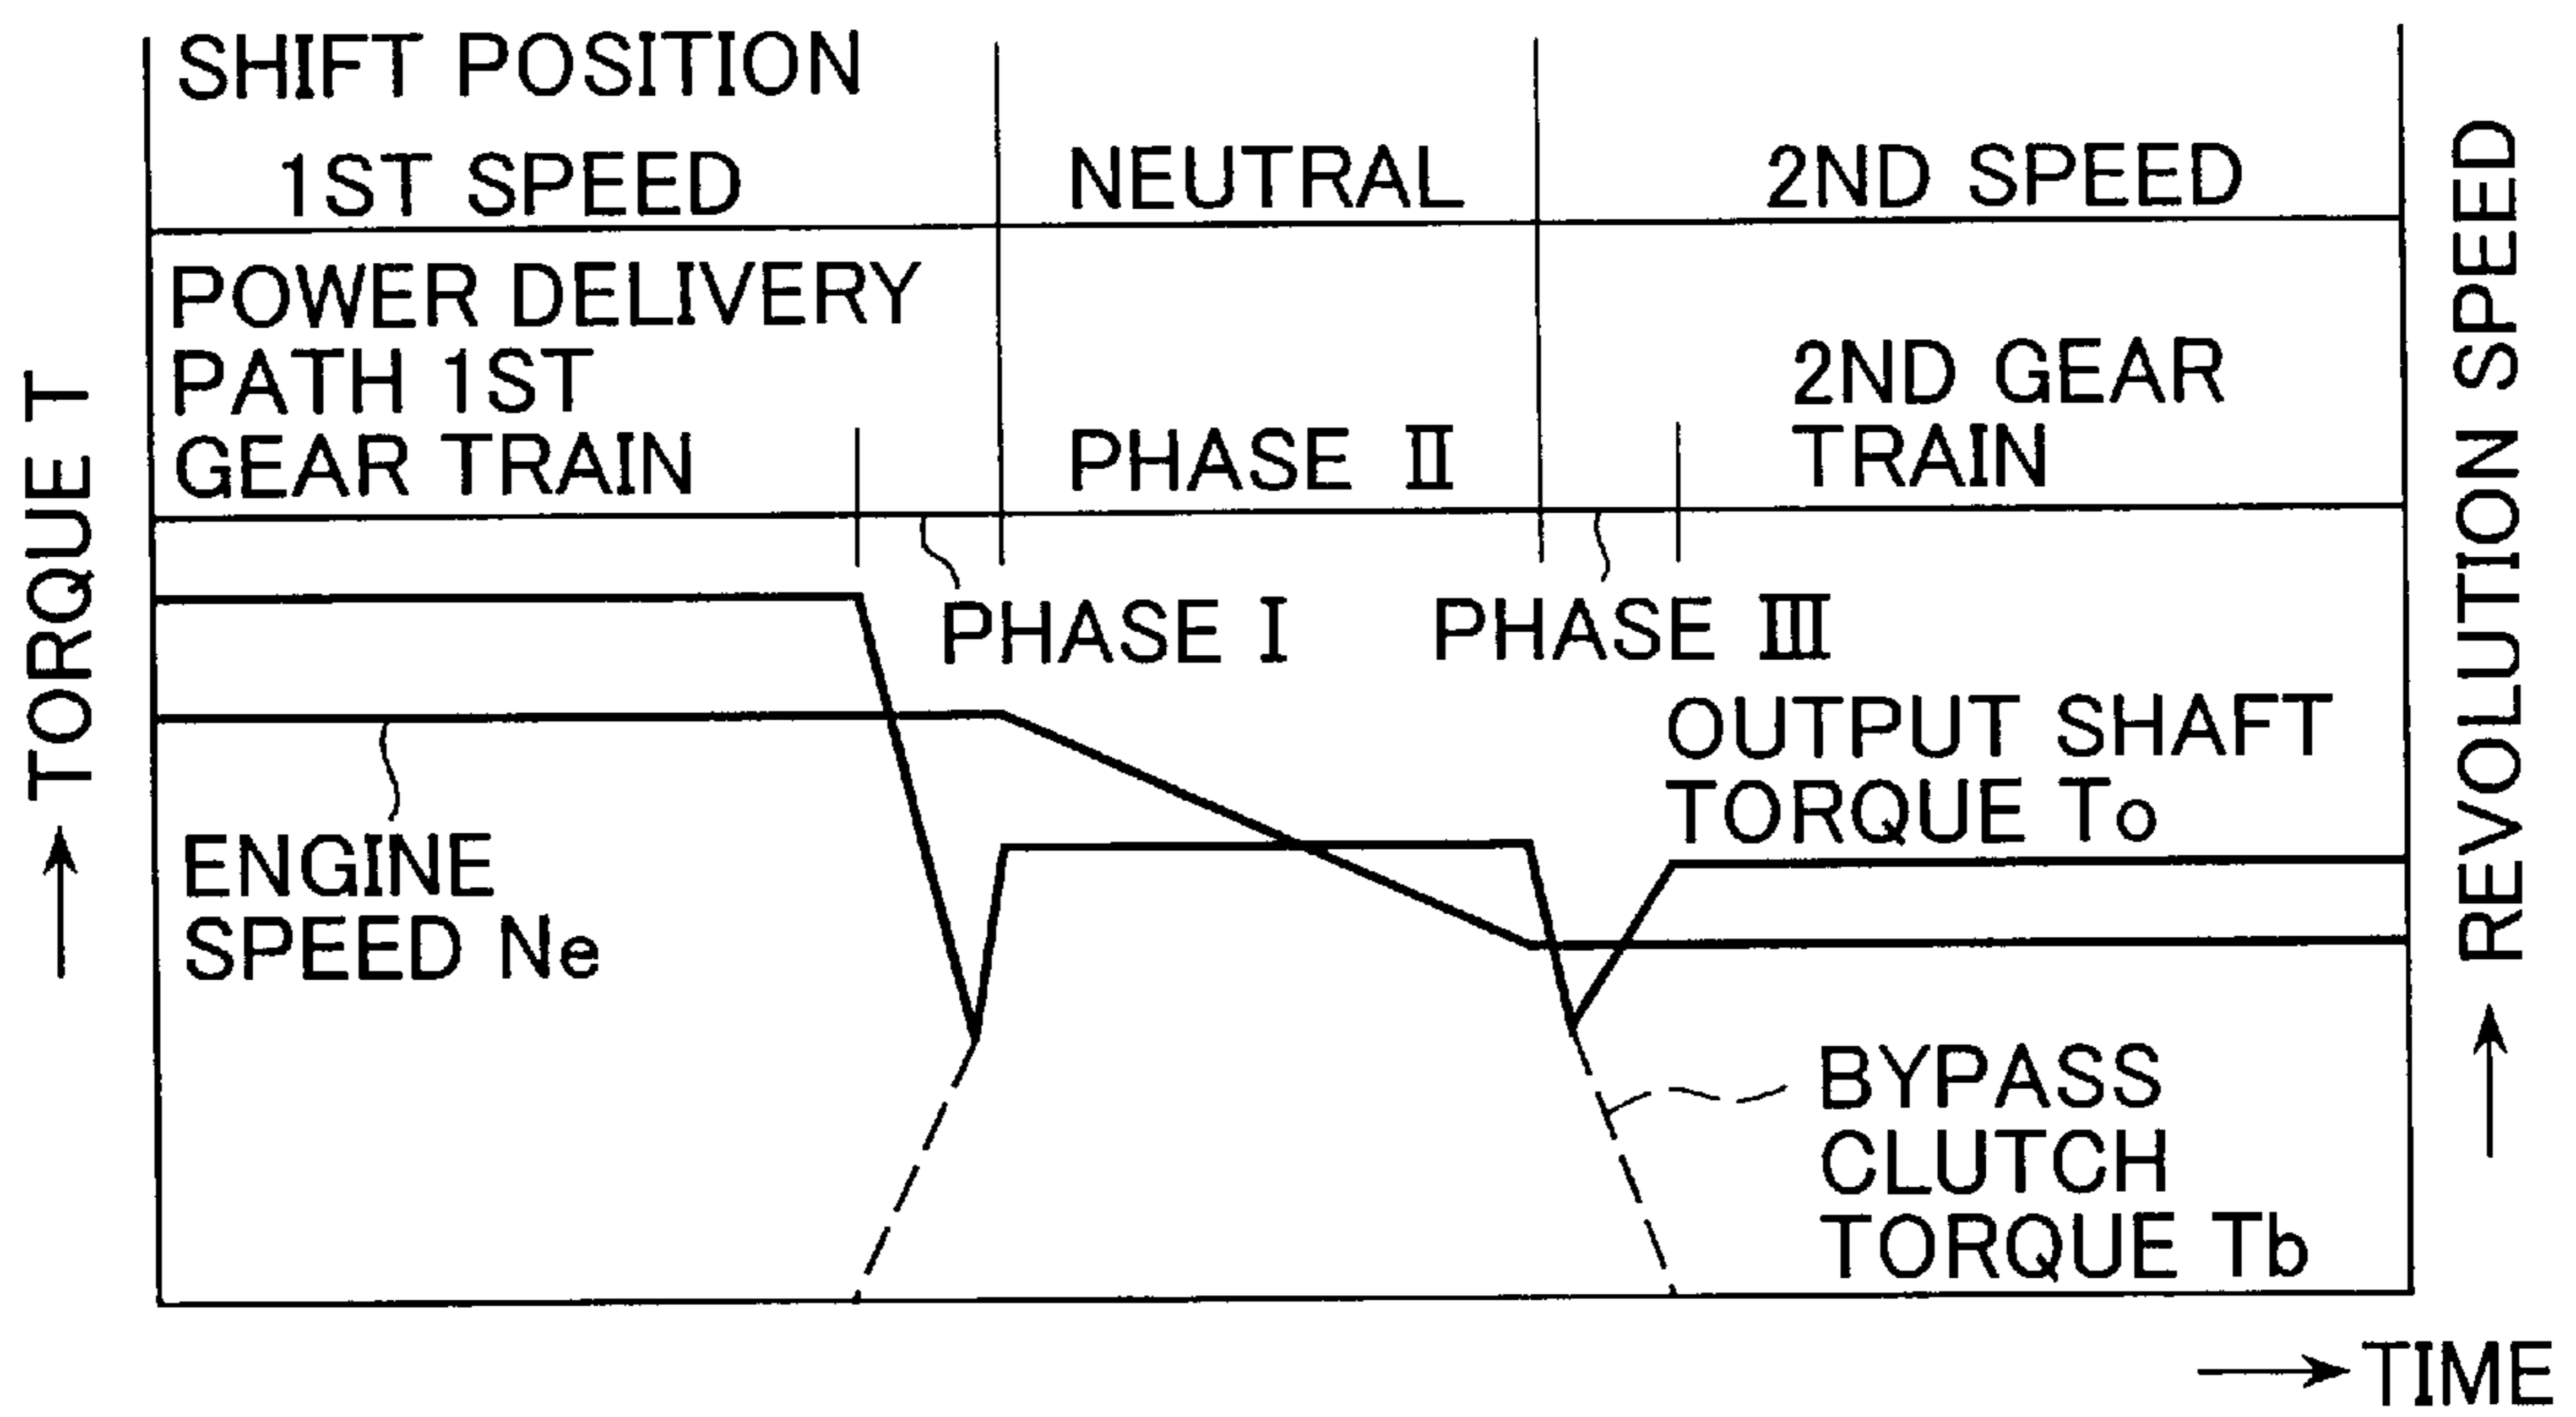 SHIFT POSITION
1ST SPEED
NEUTRAL
2ND SPEED
POWER DELIVERY
PATH 1ST
GEAR TRAIN
PHASE II
2ND GEAR
TRAIN
PHASE I
PHASE III
TORQUE T
REVOLUTION SPEED
OUTPUT SHAFT
TORQUE To
ENGINE
SPEED Ne
BYPASS
CLUTCH
TORQUE Tb
TIME